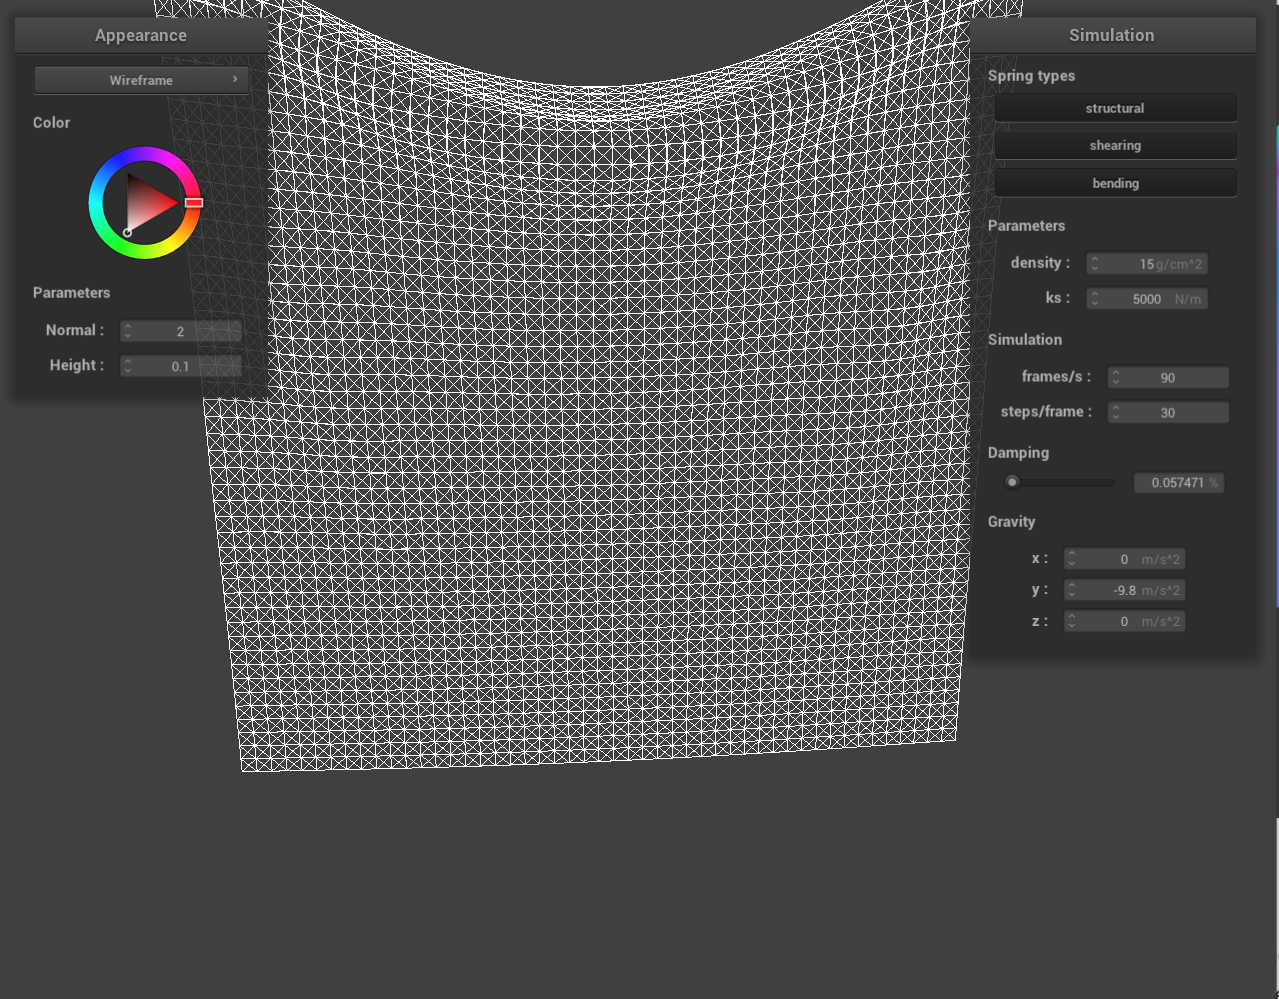 Appearance
Wireframe
Color
Parameters
Normal : 2
Height : 0.1
Simulation
Spring types
structural
shearing
bending
Parameters
density : 15 g/cm^2
ks : 5000 N/m
Simulation
frames/s : 90
steps/frame : 30
Damping
0.057471 %
Gravity
x : 0 m/s^2
y : -9.8 m/s^2
z : 0 m/s^2